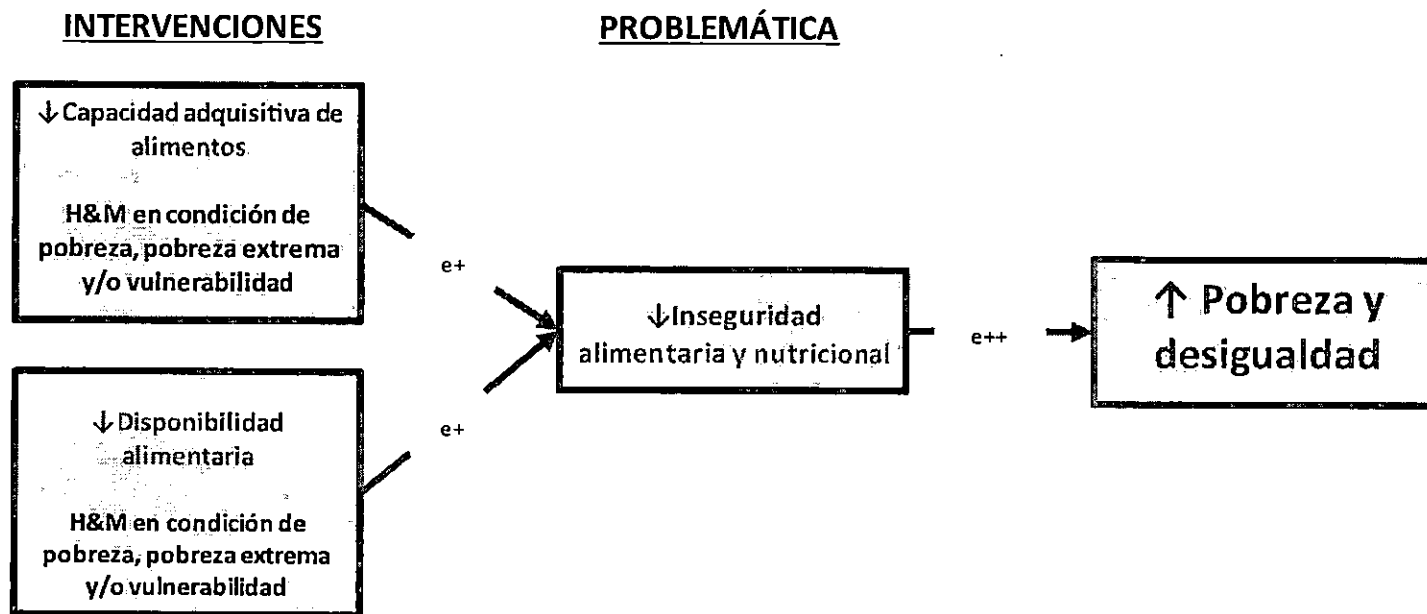 INTERVENCIONES
PROBLEMÁTICA
↓Capacidad adquisitiva de
alimentos
H&M en condición de
pobreza, pobreza extrema
y/o vulnerabilidad
e+
↓Inseguridad
alimentaria y nutricional
e++
↑ Pobreza y
desigualdad
↓Disponibilidad
alimentaria
H&M en condición de
pobreza, pobreza extrema
y/o vulnerabilidad
e+